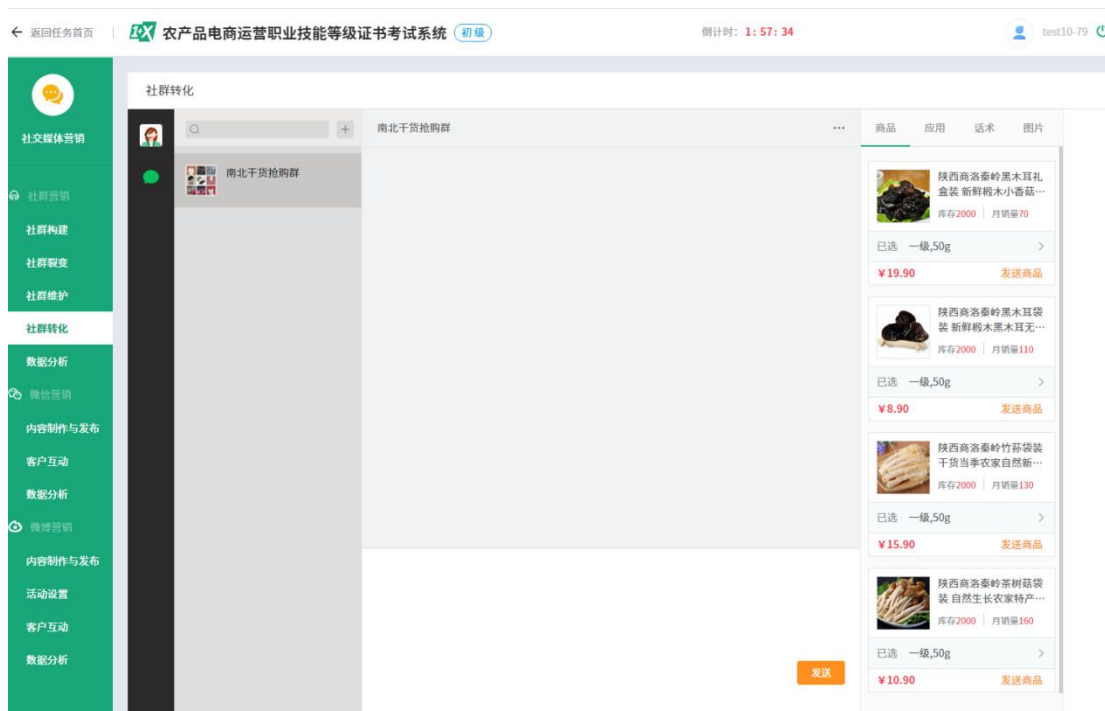 返回任务首页
1+X 农产品电商运营职业技能等级证书考试系统 初级
倒计时：1:57:34
test10-79
社交媒体营销
社群营销
社群构建
社群裂变
社群维护
社群转化
数据分析
微信营销
内容制作与发布
客户互动
数据分析
微博营销
内容制作与发布
活动设置
客户互动
数据分析
社群转化
南北干货抢购群
南北干货抢购群
...
发送
商品 应用 话术 图片
陕西商洛秦岭黑木耳礼
盒装 新鲜椴木小香菇…
库存2000 月销量70
已选 一级,50g
￥19.90 发送商品
陕西商洛秦岭黑木耳袋
装 新鲜椴木黑木耳无…
库存2000 月销量110
已选 一级,50g
￥8.90 发送商品
陕西商洛秦岭竹荪袋装
干货当季农家自然新…
库存2000 月销量130
已选 一级,50g
￥15.90 发送商品
陕西商洛秦岭茶树菇袋
装 自然生长农家特产…
库存2000 月销量160
已选 一级,50g
￥10.90 发送商品